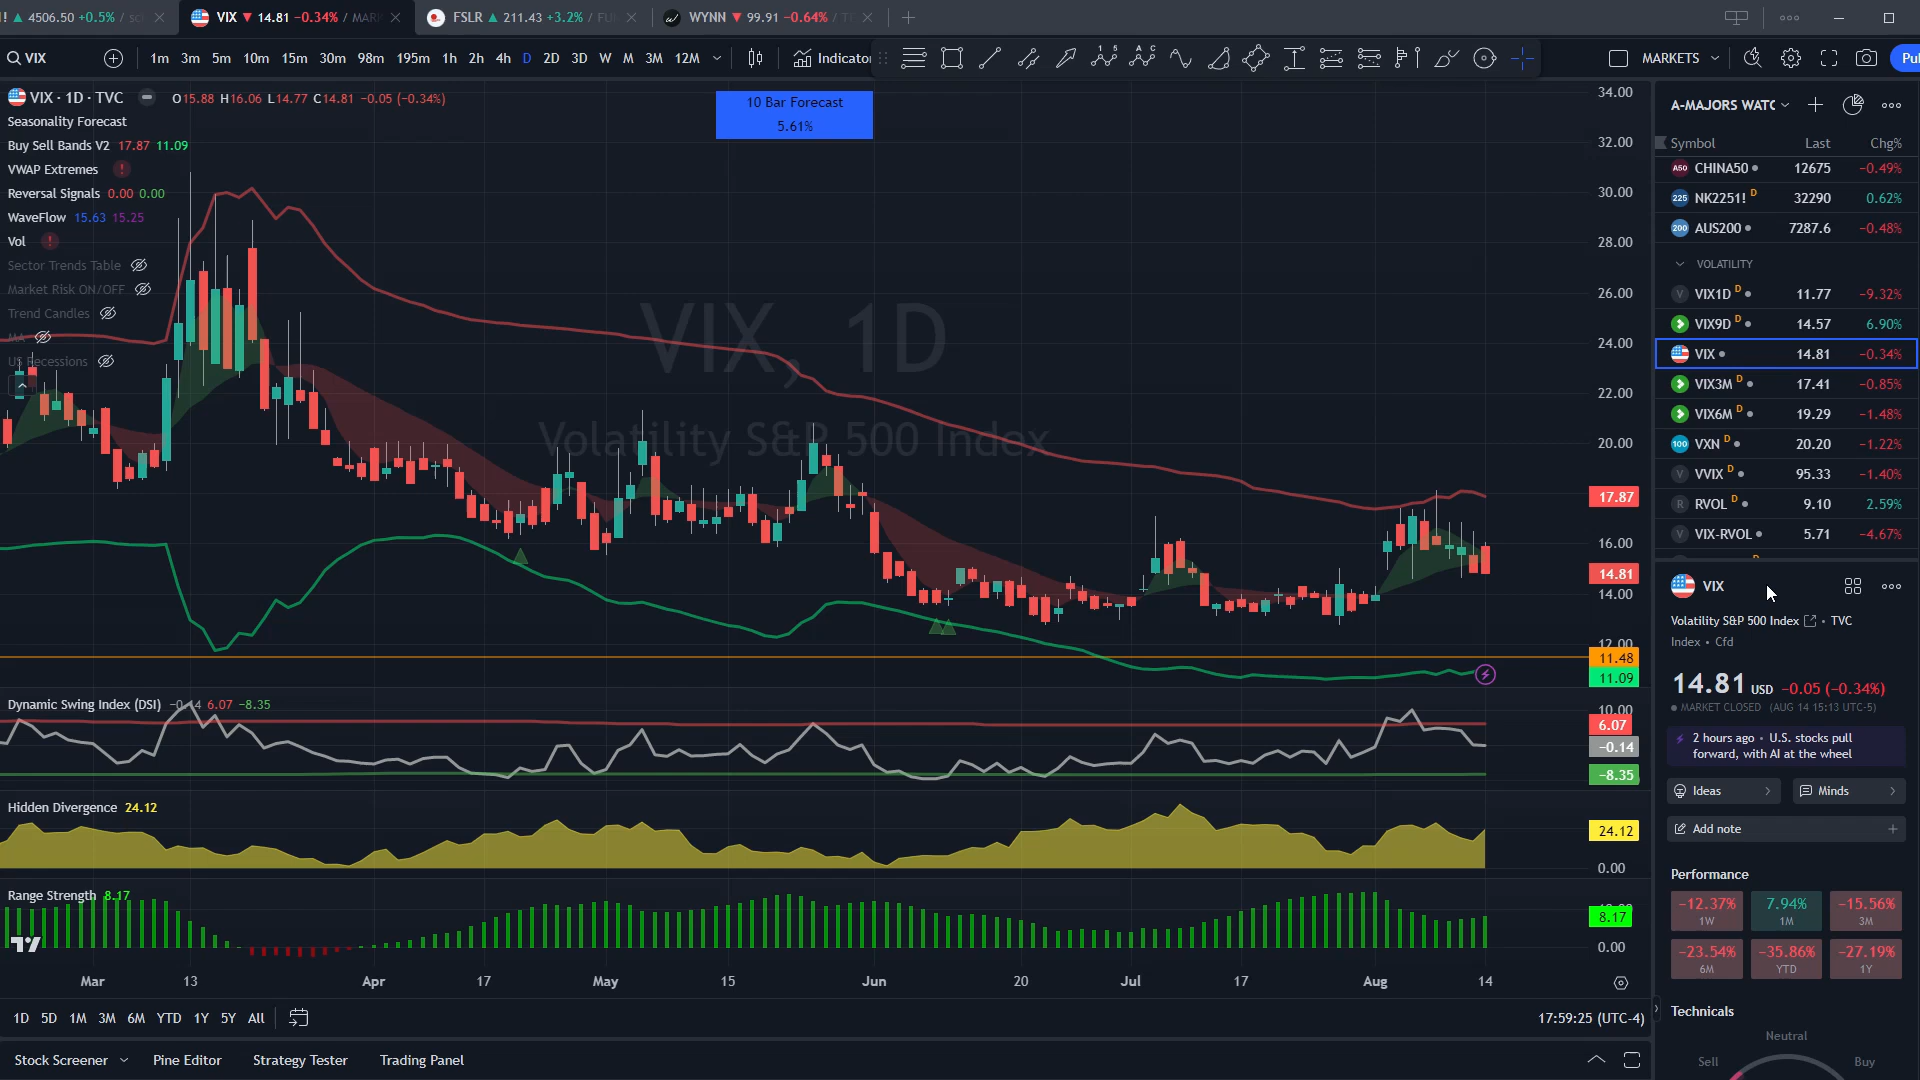 ! ▲ 4506.50 +0.5% / sc
VIX ▼ 14.81 −0.34% / MAR
FSLR ▲ 211.43 +3.2% / FU
WYNN ▼ 99.91 −0.64% / T
VIX 1m 3m 5m 10m 15m 30m 98m 195m 1h 2h 4h D 2D 3D W M 3M 12M Indicato MARKETS Pu
VIX · 1D · TVC O15.88 H16.06 L14.77 C14.81 −0.05 (−0.34%)
Seasonality Forecast
Buy Sell Bands V2 17.87 11.09
VWAP Extremes
Reversal Signals 0.00 0.00
WaveFlow 15.63 15.25
Vol
Sector Trends Table
Market Risk ON/OFF
Trend Candles
MA
US Recessions
10 Bar Forecast
5.61%
VIX, 1D
Volatility S&P 500 Index
34.00
32.00
30.00
28.00
26.00
24.00
22.00
20.00
17.87
16.00
14.81
14.00
12.00
11.48
11.09
Dynamic Swing Index (DSI) −0.14 6.07 −8.35
10.00
6.07
−0.14
−8.35
Hidden Divergence 24.12
24.12
0.00
Range Strength 8.17
8.17
0.00
Mar 13 Apr 17 May 15 Jun 20 Jul 17 Aug 14
1D 5D 1M 3M 6M YTD 1Y 5Y All
17:59:25 (UTC-4)
Stock Screener Pine Editor Strategy Tester Trading Panel
A-MAJORS WATC
Symbol Last Chg%
A50 CHINA50 12675 −0.49%
225 NK2251! D 32290 0.62%
200 AUS200 7287.6 −0.48%
VOLATILITY
V VIX1D D 11.77 −9.32%
VIX9D D 14.57 6.90%
VIX 14.81 −0.34%
VIX3M D 17.41 −0.85%
VIX6M D 19.29 −1.48%
100 VXN D 20.20 −1.22%
V VVIX D 95.33 −1.40%
R RVOL D 9.10 2.59%
V VIX-RVOL 5.71 −4.67%
VIX
Volatility S&P 500 Index • TVC
Index • Cfd
14.81 USD −0.05 (−0.34%)
MARKET CLOSED (AUG 14 15:13 UTC-5)
2 hours ago • U.S. stocks pull
forward, with AI at the wheel
Ideas Minds
Add note
Performance
−12.37% 7.94% −15.56%
1W 1M 3M
−23.54% −35.86% −27.19%
6M YTD 1Y
Technicals
Neutral
Sell Buy